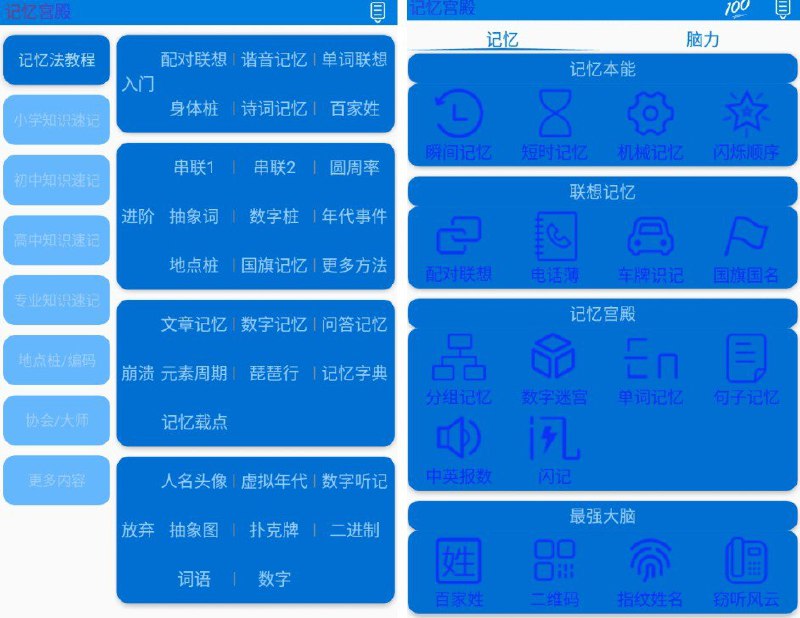 记忆宫殿
记忆法教程
小学知识速记
初中知识速记
高中知识速记
专业知识速记
地点桩/编码
协会/大师
更多内容
入门
配对联想 | 谐音记忆 | 单词联想
身体桩 | 诗词记忆 | 百家姓
进阶
串联1 | 串联2 | 圆周率
抽象词 | 数字桩 | 年代事件
地点桩 | 国旗记忆 | 更多方法
崩溃
文章记忆 | 数字记忆 | 问答记忆
元素周期 | 琵琶行 | 记忆字典
记忆载点
放弃
人名头像 | 虚拟年代 | 数字听记
抽象图 | 扑克牌 | 二进制
词语 | 数字
记忆宫殿
100
记忆 脑力
记忆本能
瞬间记忆 短时记忆 机械记忆 闪烁顺序
联想记忆
配对联想 电话薄 车牌识记 国旗国名
记忆宫殿
分组记忆 数字迷宫 单词记忆 句子记忆
中英报数 闪记
最强大脑
姓
百家姓 二维码 指纹姓名 窃听风云